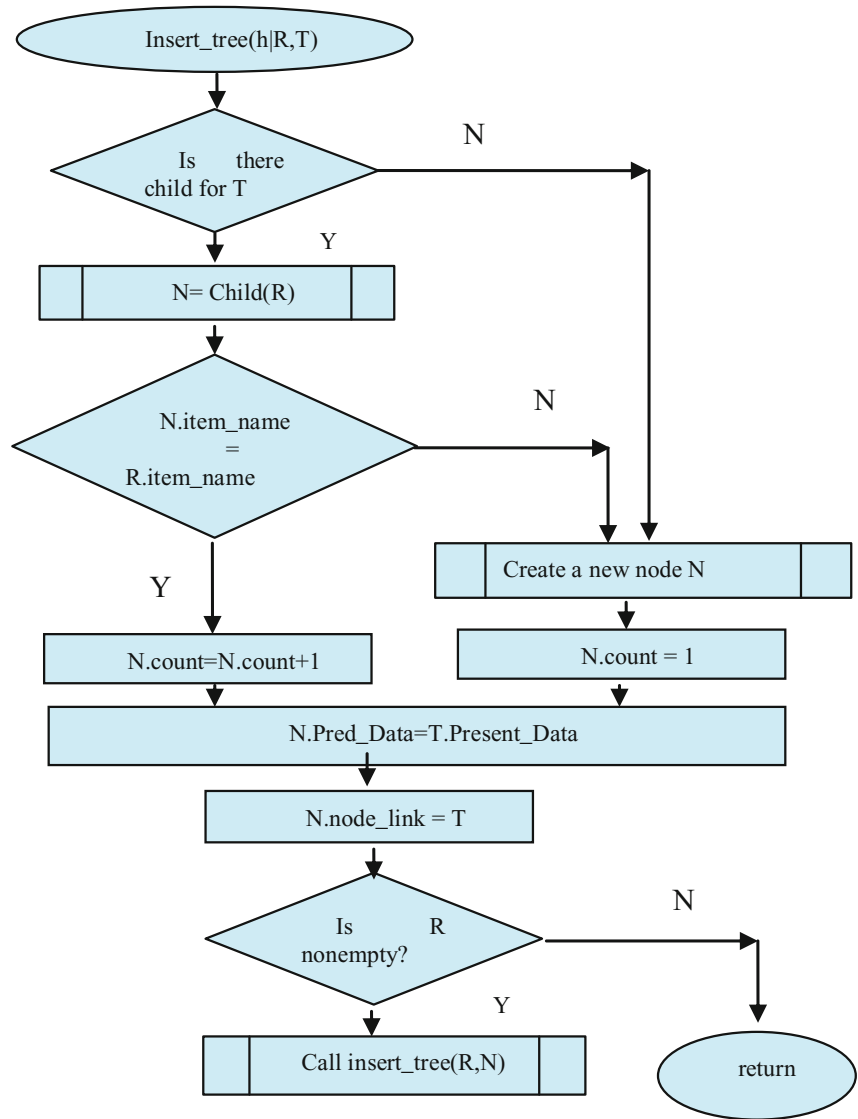 Insert_tree(h|R,T)
N
Is there
child for T
Y
N= Child(R)
N
N.item_name
=
R.item_name
Y
Create a new node N
N.count=N.count+1
N.count = 1
N.Pred_Data=T.Present_Data
N.node_link = T
N
Is R
nonempty?
Y
Call insert_tree(R,N)
return